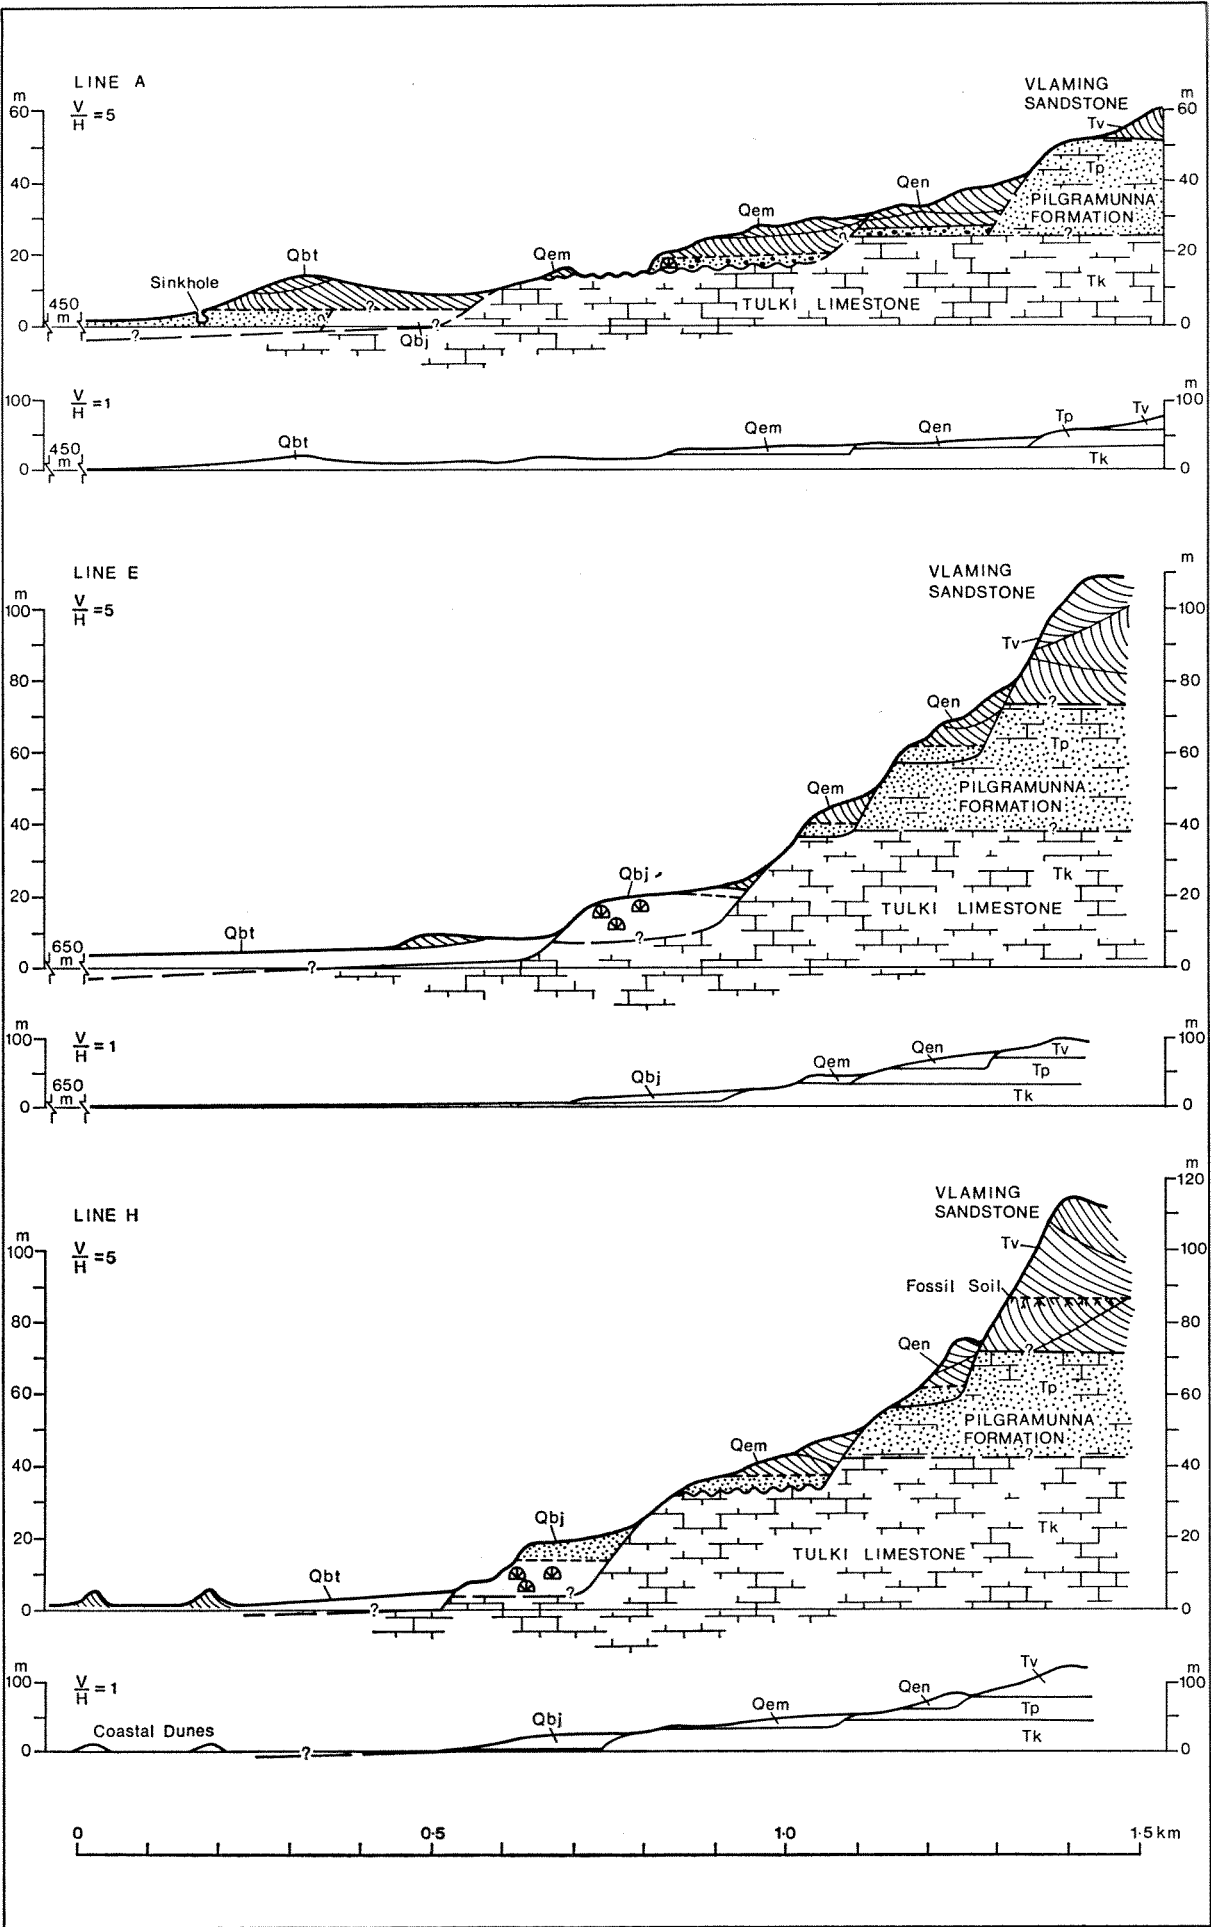 LINE A
V/H = 5
m
60
40
20
0
450 m
Sinkhole
Qbt
Qem
Qem
Qen
VLAMING
SANDSTONE
Tv
Tp
PILGRAMUNNA
FORMATION
?
Tk
TULKI LIMESTONE
?
?
?
?
?
Qbj
m
60
40
20
0
V/H = 1
100
0
450 m
Qbt
Qem
Qen
Tp
Tv
Tk
m
100
0
LINE E
V/H = 5
m
100
80
60
40
20
0
650 m
Qbt
?
Qbj
?
Qem
Qen
VLAMING
SANDSTONE
Tv
?
Tp
PILGRAMUNNA
FORMATION
?
Tk
TULKI LIMESTONE
m
100
80
60
40
20
0
V/H = 1
m
100
0
650 m
Qbj
Qem
Qen
Tv
Tp
Tk
m
100
0
LINE H
V/H = 5
m
100
80
60
40
20
0
Qbt
?
Qbj
?
Qem
Qen
VLAMING
SANDSTONE
Tv
Fossil Soil
?
Tp
PILGRAMUNNA
FORMATION
?
Tk
TULKI LIMESTONE
m
120
100
80
60
40
20
0
V/H = 1
m
100
0
Coastal Dunes
?
Qbj
Qem
Qen
Tv
Tp
Tk
m
100
0
0 0·5 1·0 1·5 km